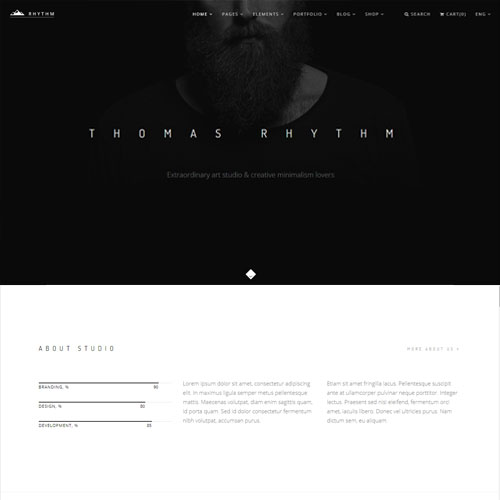 RHYTHM
HOME PAGES ELEMENTS PORTFOLIO BLOG SHOP SEARCH CART(0) ENG
THOMAS RHYTHM
Extraordinary art studio & creative minimalism lovers
ABOUT STUDIO
MORE ABOUT US >
BRANDING, % 90
DESIGN, % 80
DEVELOPMENT, % 85
Lorem ipsum dolor sit amet, consectetur adipiscing
elit. In maximus ligula semper metus pellentesque
mattis. Maecenas volutpat, diam enim sagittis quam,
id porta quam. Sed id dolor consectetur fermentum
nibh volutpat, accumsan purus.
Etiam sit amet fringilla lacus. Pellentesque suscipit
ante at ullamcorper pulvinar neque porttitor. Integer
lectus. Praesent sed nisi eleifend, fermentum orci
amet, iaculis libero. Donec vel ultricies purus. Nam
dictum sem, eu aliquam.